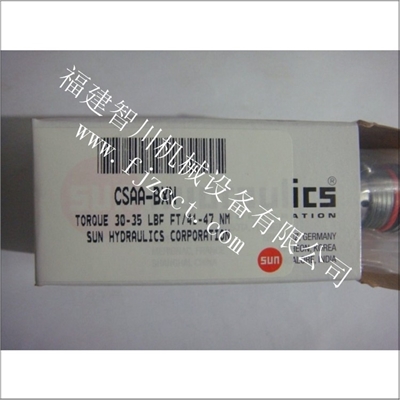 CSAA-BXN
TORQUE 30-35 LBF FT/41-47 NM
SUN HYDRAULICS CORPORATION
sun
ics®
RATION
GERMANY
KOREA
INDIA
福建智川机械设备有限公司
www.fjzcct.com